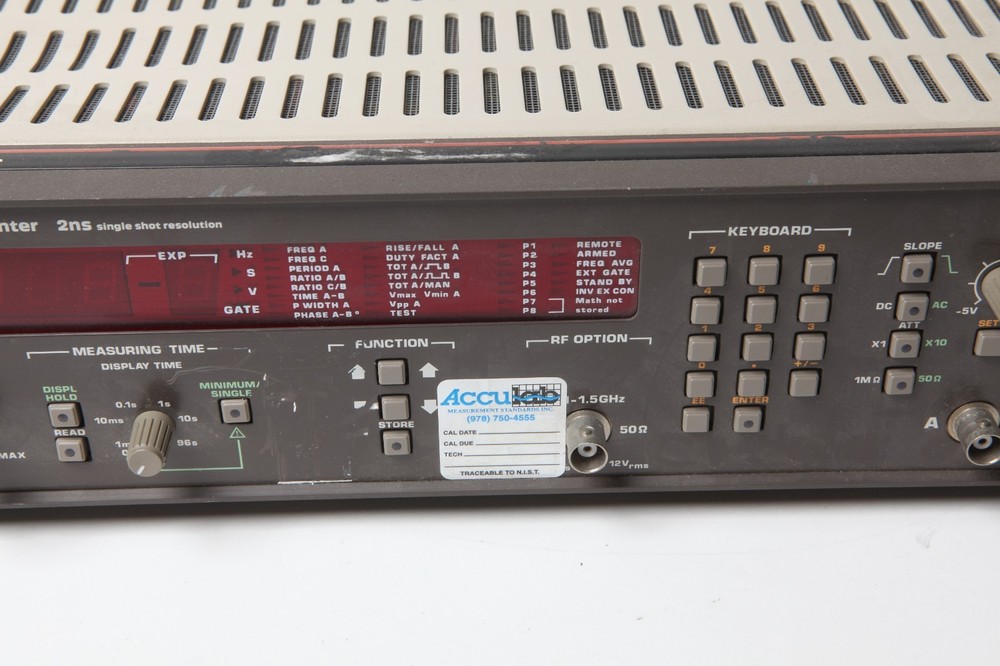 nter 2ns single shot resolution
EXP
Hz
S
V
GATE
FREQ A
FREQ C
PERIOD A
RATIO A/B
RATIO C/B
TIME A-B
P WIDTH A
PHASE A-B°
RISE/FALL A
DUTY FACT A
TOT A/ B
TOT A/ B
TOT A/MAN
Vmax Vmin A
Vpp A
TEST
P1
P2
P3
P4
P5
P6
P7
P8
REMOTE
ARMED
FREQ AVG
EXT GATE
STAND BY
INV EX CON
Math not
stored
MEASURING TIME
DISPLAY TIME
DISPL
HOLD
READ
MAX
0.1s
1s
10ms
10s
96s
MINIMUM/
SINGLE
FUNCTION
STORE
RF OPTION
-1.5GHz
50Ω
12Vrms
Acculab
MEASUREMENT STANDARDS INC.
(978) 750-4555
CAL DATE
CAL DUE
TECH
TRACEABLE TO N.I.S.T.
KEYBOARD
7 8 9
4 5 6
1 2 3
0 . +/-
EE ENTER
SLOPE
DC AC
ATT
X1 X10
1MΩ 50Ω
-5V
SET
A